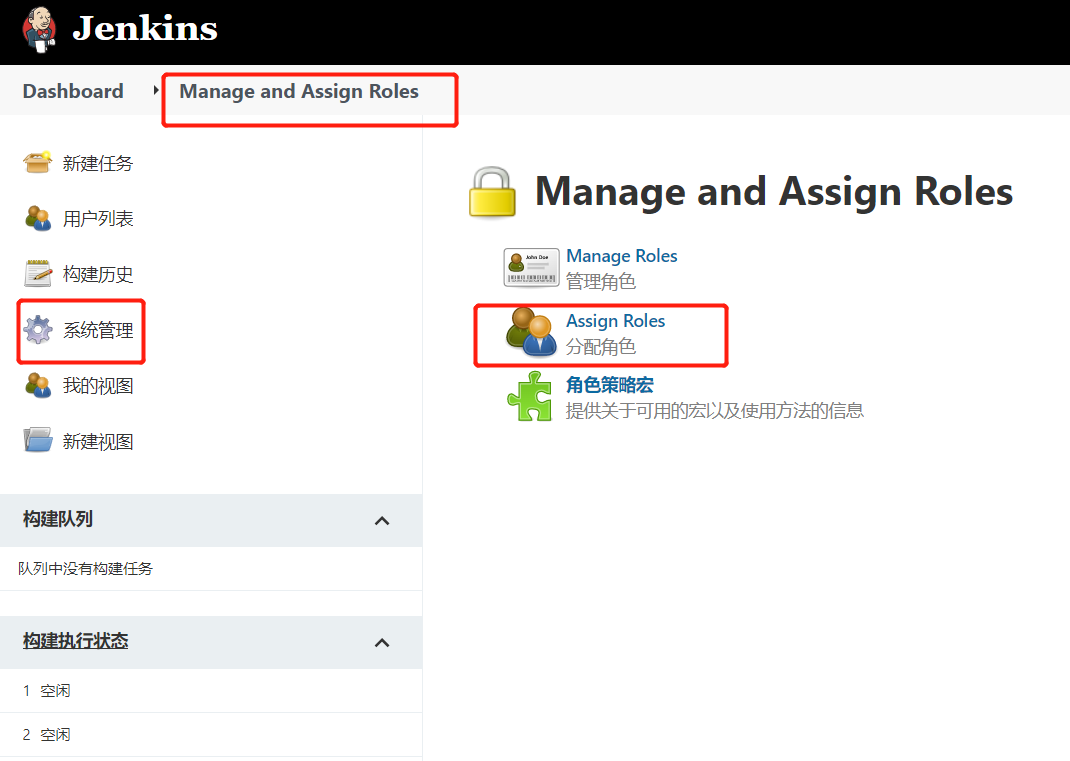 Jenkins
Dashboard
Manage and Assign Roles
新建任务
用户列表
构建历史
系统管理
我的视图
新建视图
构建队列
队列中没有构建任务
构建执行状态
1 空闲
2 空闲
Manage and Assign Roles
John Doe
Manage Roles
管理角色
Assign Roles
分配角色
角色策略宏
提供关于可用的宏以及使用方法的信息